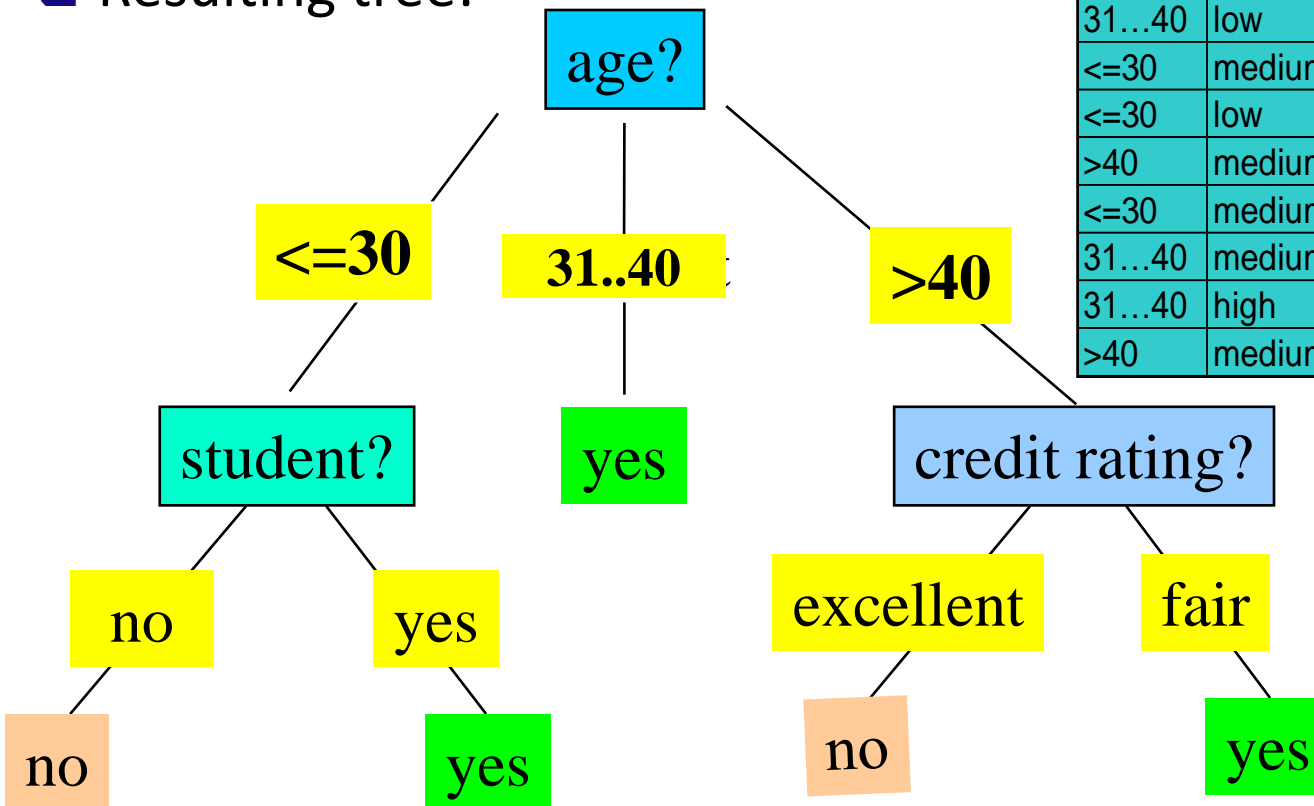 Resulting tree:
age?
<=30
31..40
>40
student?
yes
credit rating?
no
yes
excellent
fair
no
yes
no
yes
31…40 low
<=30
<=30 low
>40
<=30
31…40
31…40 high
>40